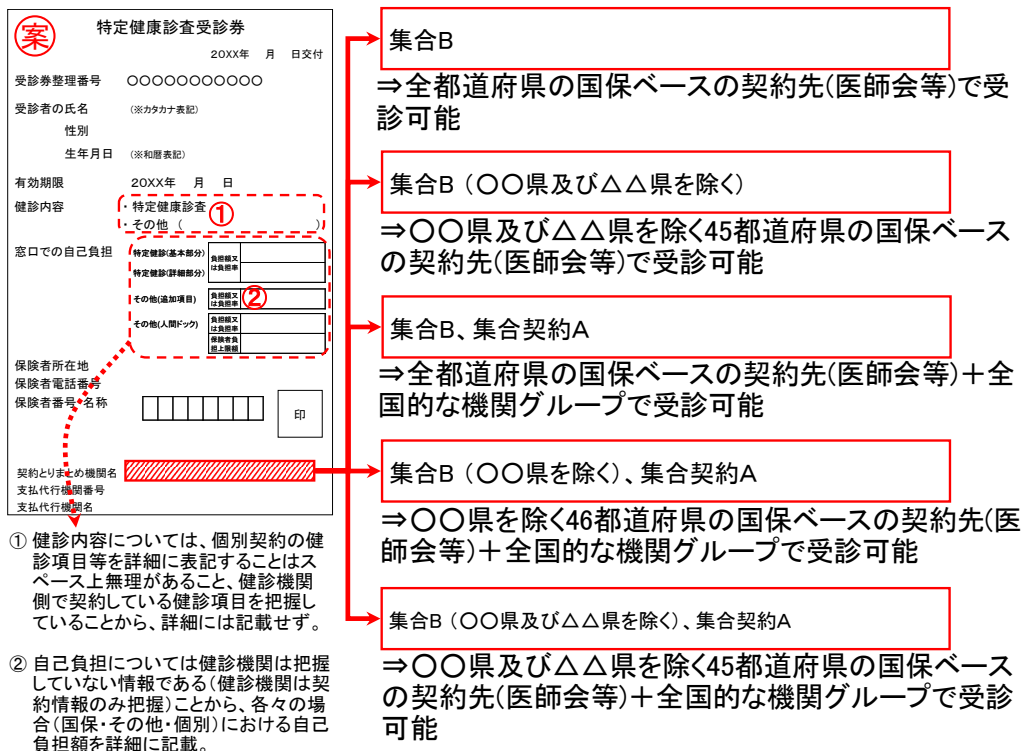 案
特定健康診査受診券
20XX年 月 日交付
受診券整理番号 〇〇〇〇〇〇〇〇〇〇〇
受診者の氏名 (※カタカナ表記)
性別
生年月日 (※和暦表記)
有効期限 20XX年 月 日
健診内容
・特定健康診査
・その他 ( )
①
窓口での自己負担
特定健診(基本部分)
特定健診(詳細部分)
負担額又
は負担率
その他(追加項目)
負担額又
は負担率
②
その他(人間ドック)
負担額又
は負担率
保険者負
担上限額
保険者所在地
保険者電話番号
保険者番号・名称
印
契約とりまとめ機関名
支払代行機関番号
支払代行機関名
① 健診内容については、個別契約の健
診項目等を詳細に表記することはス
ペース上無理があること、健診機関
側で契約している健診項目を把握し
ていることから、詳細には記載せず。
② 自己負担については健診機関は把握
していない情報である(健診機関は契
約情報のみ把握)ことから、各々の場
合(国保・その他・個別)における自己
負担額を詳細に記載。
集合B
⇒全都道府県の国保ベースの契約先(医師会等)で受
診可能
集合B (〇〇県及び△△県を除く)
⇒〇〇県及び△△県を除く45都道府県の国保ベース
の契約先(医師会等)で受診可能
集合B、集合契約A
⇒全都道府県の国保ベースの契約先(医師会等)+全
国的な機関グループで受診可能
集合B (〇〇県を除く)、集合契約A
⇒〇〇県を除く46都道府県の国保ベースの契約先(医
師会等)+全国的な機関グループで受診可能
集合B (〇〇県及び△△県を除く)、集合契約A
⇒〇〇県及び△△県を除く45都道府県の国保ベース
の契約先(医師会等)+全国的な機関グループで受診
可能